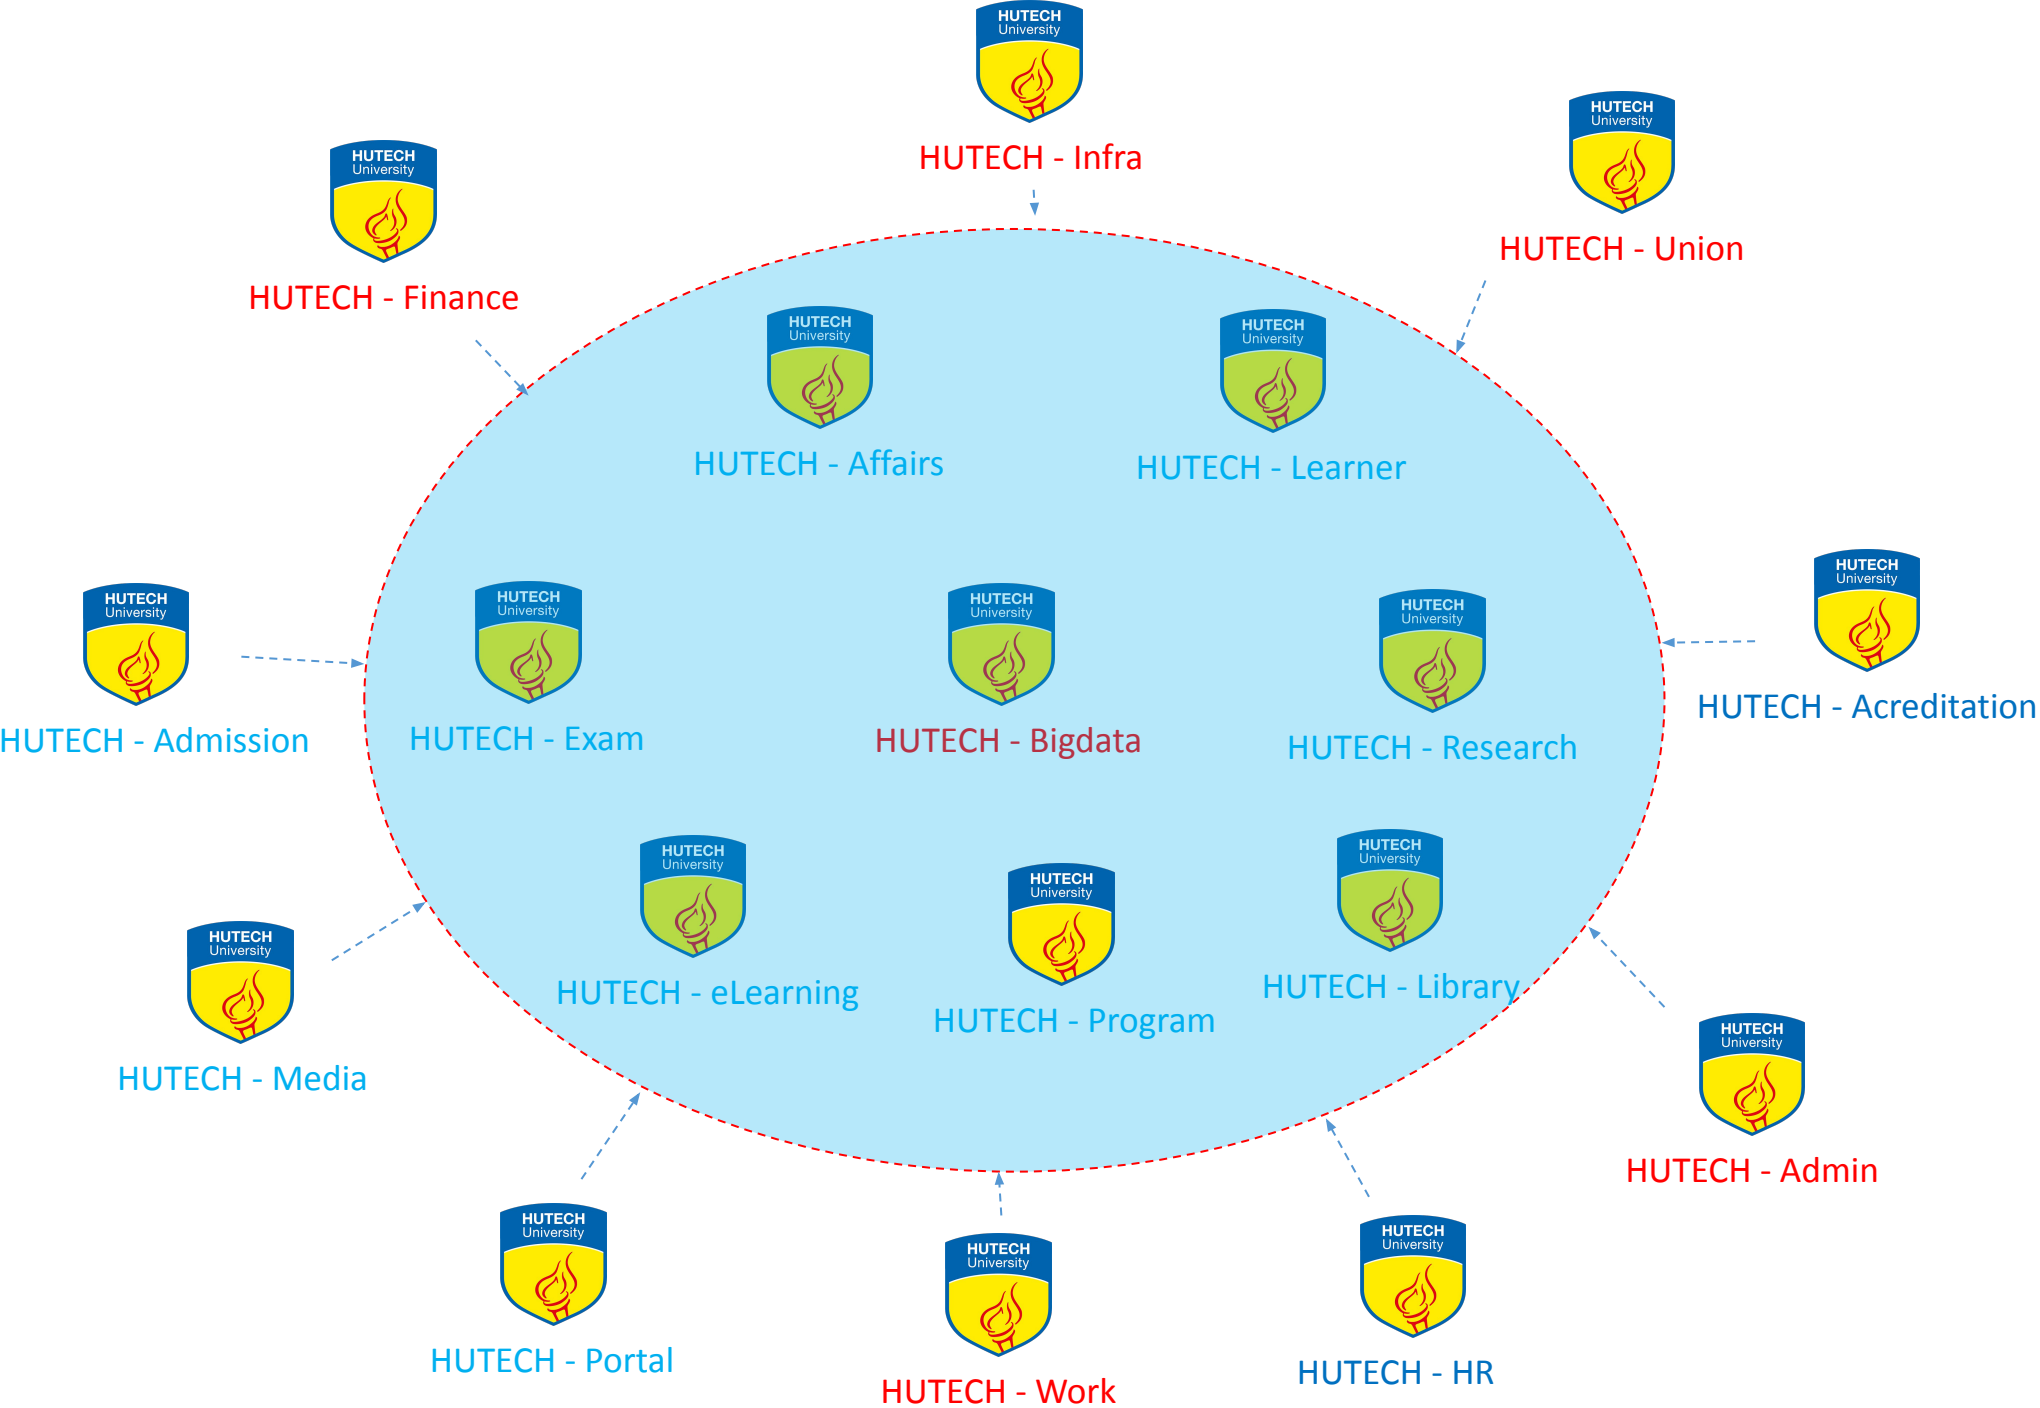 HUTECH
University
HUTECH - Infra
HUTECH
University
HUTECH - Union
HUTECH
University
HUTECH - Finance
HUTECH
University
HUTECH - Affairs
HUTECH
University
HUTECH - Learner
HUTECH
University
HUTECH - Admission
HUTECH
University
HUTECH - Exam
HUTECH
University
HUTECH - Bigdata
HUTECH
University
HUTECH - Research
HUTECH
University
HUTECH - Acreditation
HUTECH
University
HUTECH - Media
HUTECH
University
HUTECH - eLearning
HUTECH
University
HUTECH - Program
HUTECH
University
HUTECH - Library
HUTECH
University
HUTECH - Admin
HUTECH
University
HUTECH - Portal
HUTECH
University
HUTECH - Work
HUTECH
University
HUTECH - HR